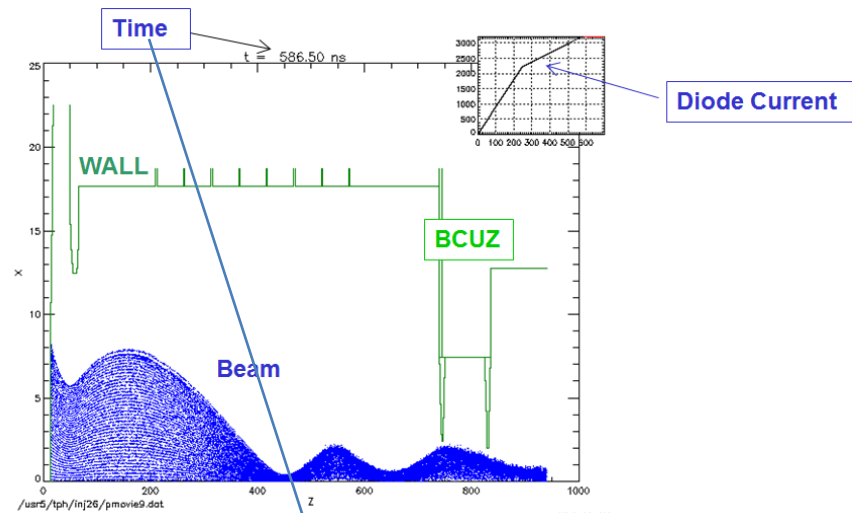 Time
t =   586.50 ns
3000
2500
2000
1500
1000
500
0
0 100 200 300 400 500 600
Diode Current
25
20
15
10
5
0
X
WALL
BCUZ
Beam
0 200 400 600 800 1000
Z
/usr5/tph/inj26/pmovie9.dat